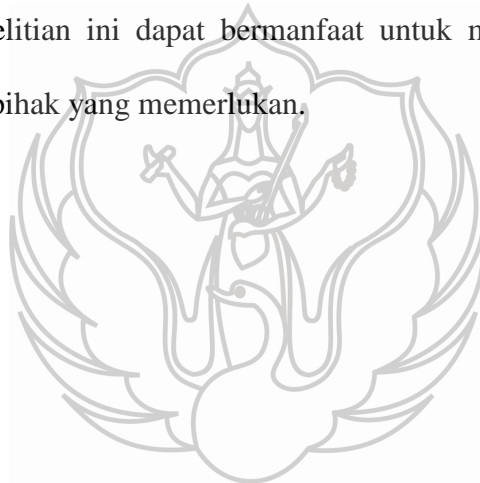 elitian ini dapat bermanfaat untuk
pihak yang memerlukan.